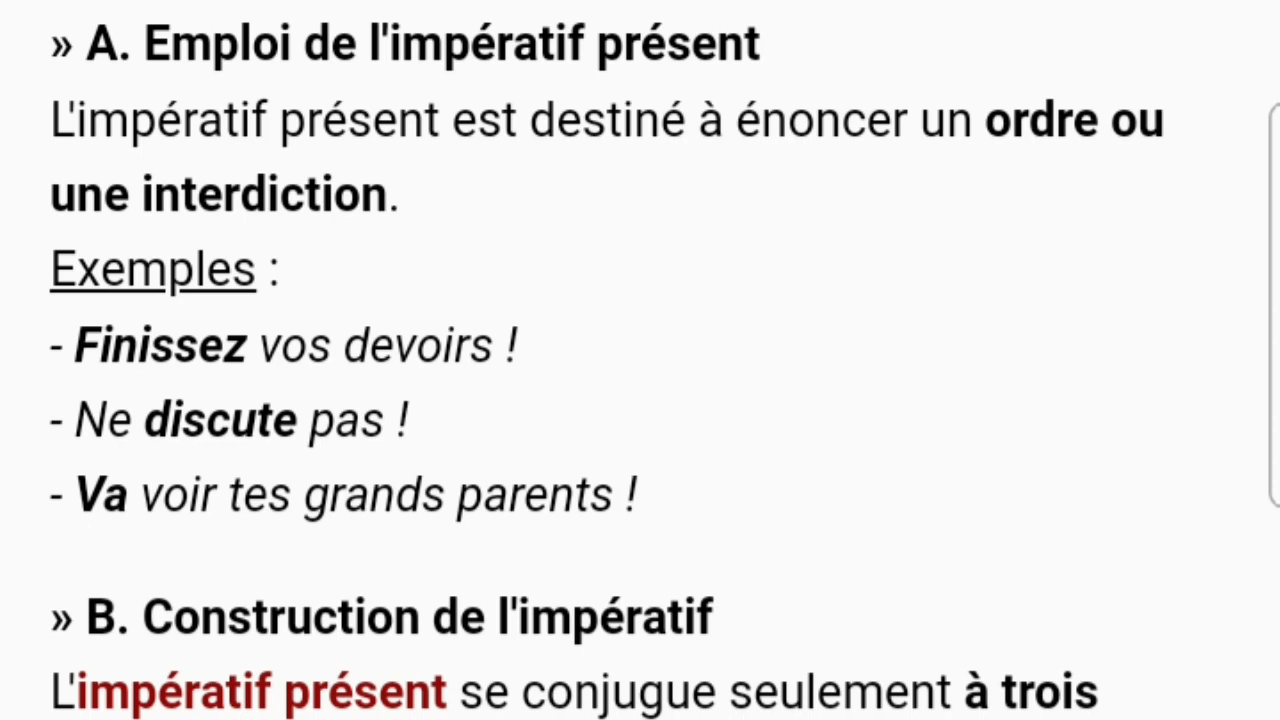 » A. Emploi de l'impératif présent
L'impératif présent est destiné à énoncer un ordre ou
une interdiction.
Exemples :
- Finissez vos devoirs !
- Ne discute pas !
- Va voir tes grands parents !
» B. Construction de l'impératif
L'impératif présent se conjugue seulement à trois